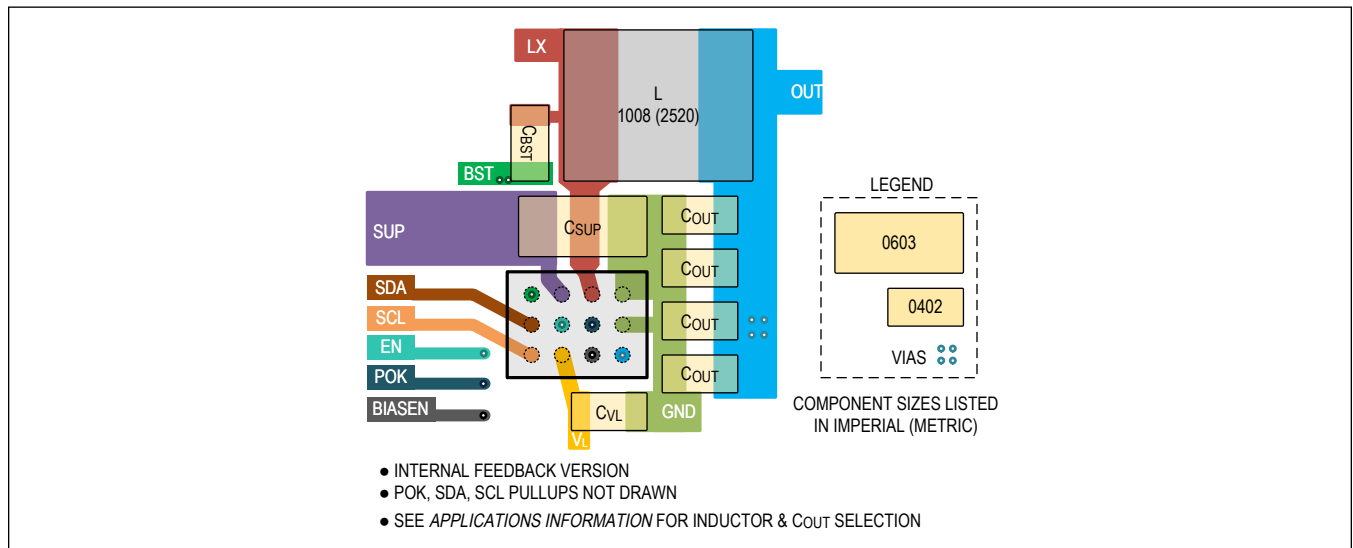 LX
L
1008 (2520)
OUT
CBST
BST
LEGEND
SUP
CSUP
COUT
0603
COUT
SDA
SCL
COUT
0402
EN
VIAS
POK
COUT
BIASEN
CVL
GND
VL
COMPONENT SIZES LISTED
IN IMPERIAL (METRIC)
● INTERNAL FEEDBACK VERSION
● POK, SDA, SCL PULLUPS NOT DRAWN
● SEE APPLICATIONS INFORMATION FOR INDUCTOR & COUT SELECTION